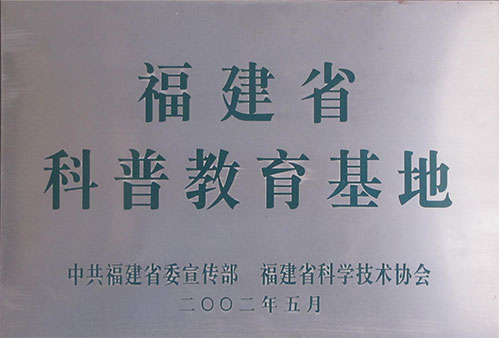 福建省
科普教育基地
中共福建省委宣传部 福建省科学技术协会
二〇〇二年五月